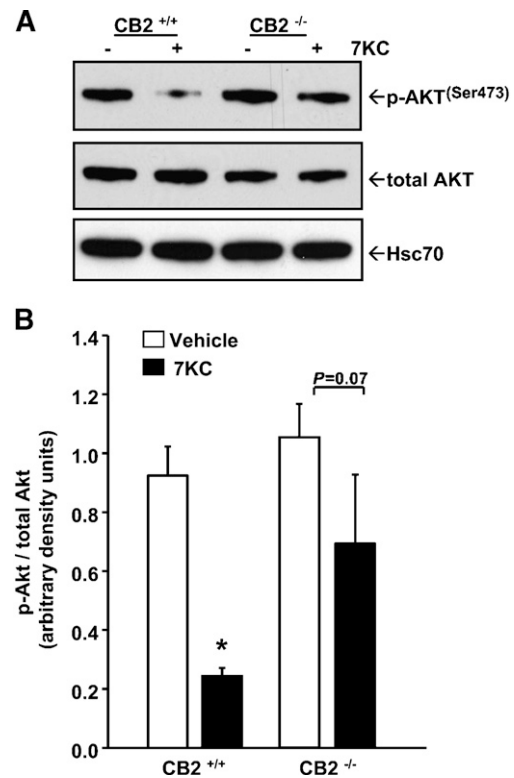 A
CB2 +/+ CB2 -/-
- + - + 7KC
←p-AKT(Ser473)
←total AKT
←Hsc70
B
p-Akt / total Akt
(arbitrary density units)
1.4
1.2
1.0
0.8
0.6
0.4
0.2
0.0
Vehicle
7KC
P=0.07
*
CB2 +/+ CB2 -/-